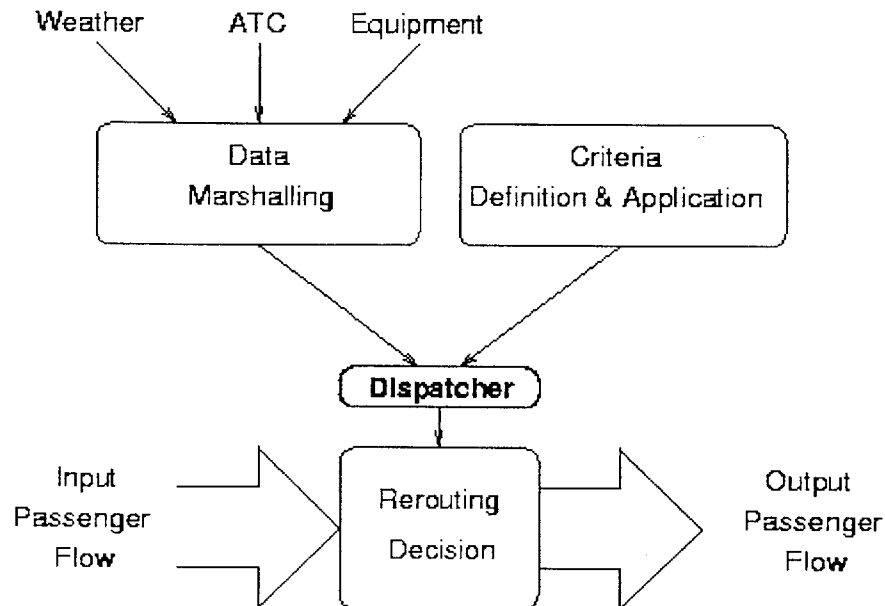 Weather ATC Equipment
Data
Marshalling
Criteria
Definition & Application
Dispatcher
Input
Passenger
Flow
Rerouting
Decision
Output
Passenger
Flow